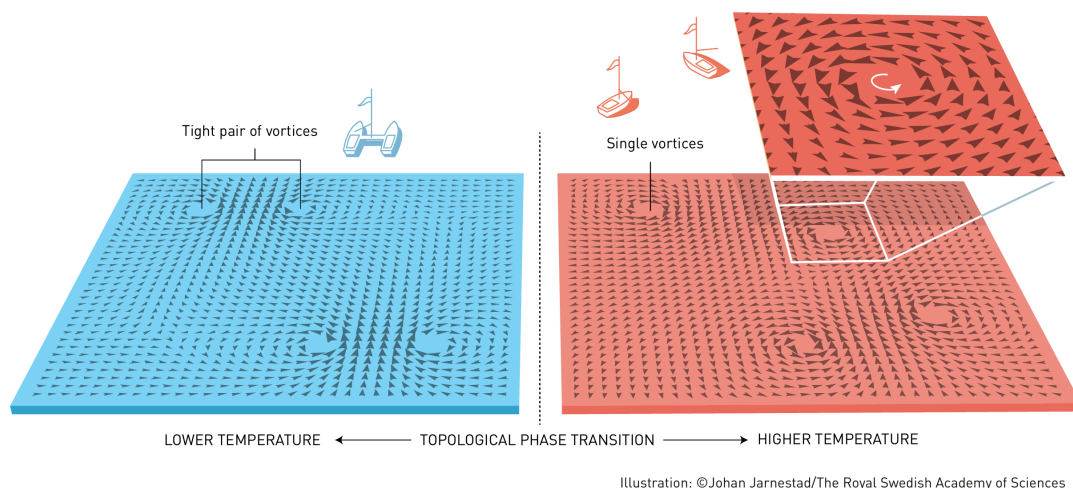 Tight pair of vortices
Single vortices
LOWER TEMPERATURE
TOPOLOGICAL PHASE TRANSITION
HIGHER TEMPERATURE
Illustration: ©Johan Jarnestad/The Royal Swedish Academy of Sciences